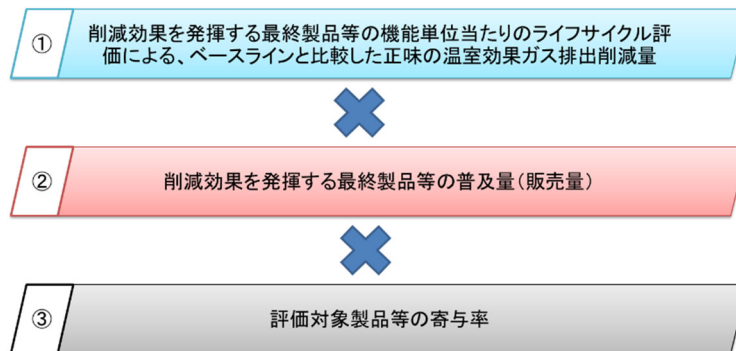 ①
削減効果を発揮する最終製品等の機能単位当たりのライフサイクル評
価による、ベースラインと比較した正味の温室効果ガス排出削減量
②
削減効果を発揮する最終製品等の普及量(販売量)
③
評価対象製品等の寄与率